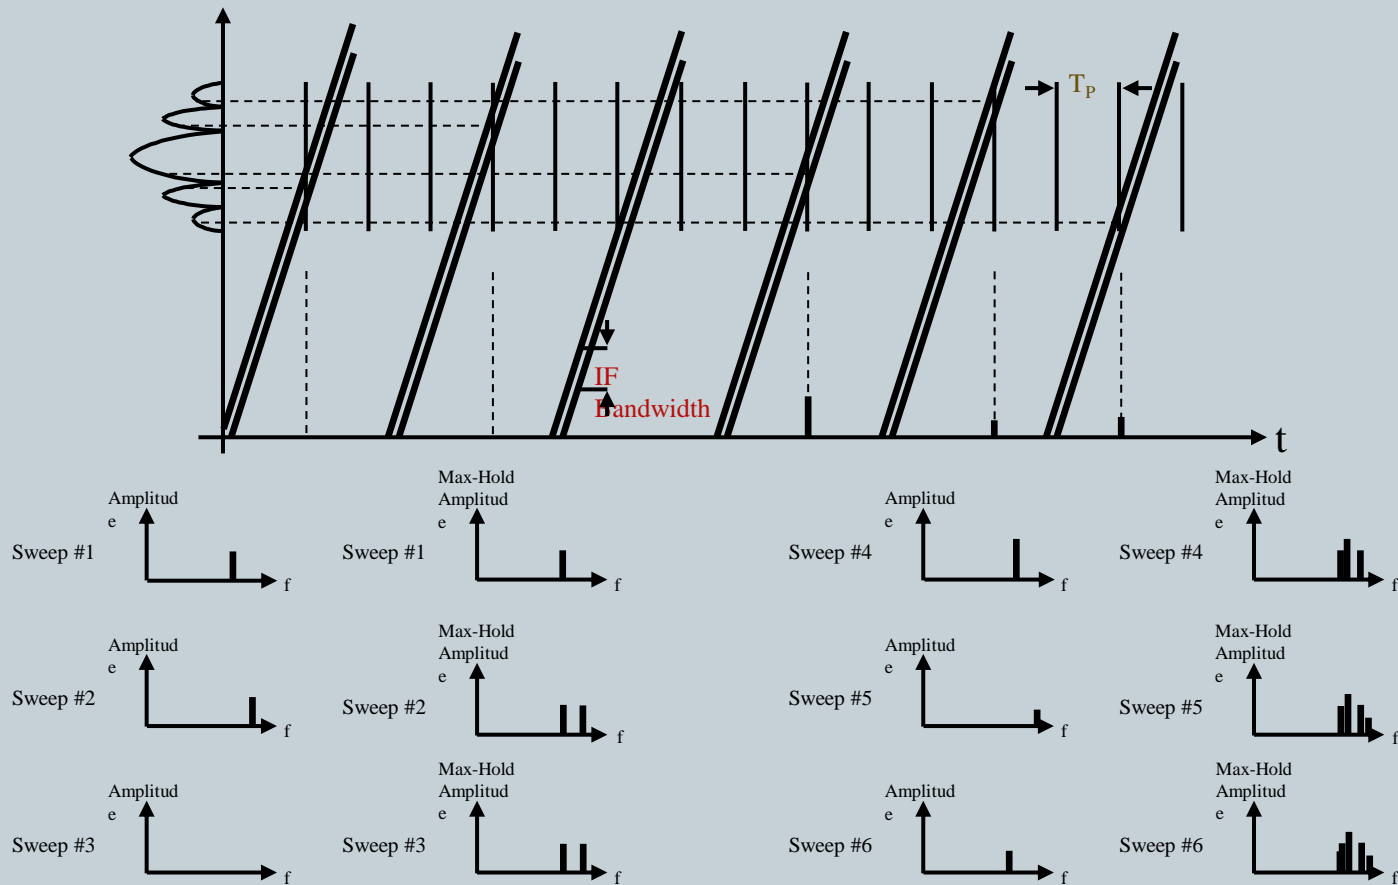 T_P
IF
Bandwidth
t
Amplitud
e
Sweep #1
f
Max-Hold
Amplitud
e
Sweep #1
f
Amplitud
e
Sweep #4
f
Max-Hold
Amplitud
e
Sweep #4
f
Amplitud
e
Sweep #2
f
Max-Hold
Amplitud
e
Sweep #2
f
Amplitud
e
Sweep #5
f
Max-Hold
Amplitud
e
Sweep #5
f
Amplitud
e
Sweep #3
f
Max-Hold
Amplitud
e
Sweep #3
f
Amplitud
e
Sweep #6
f
Max-Hold
Amplitud
e
Sweep #6
f